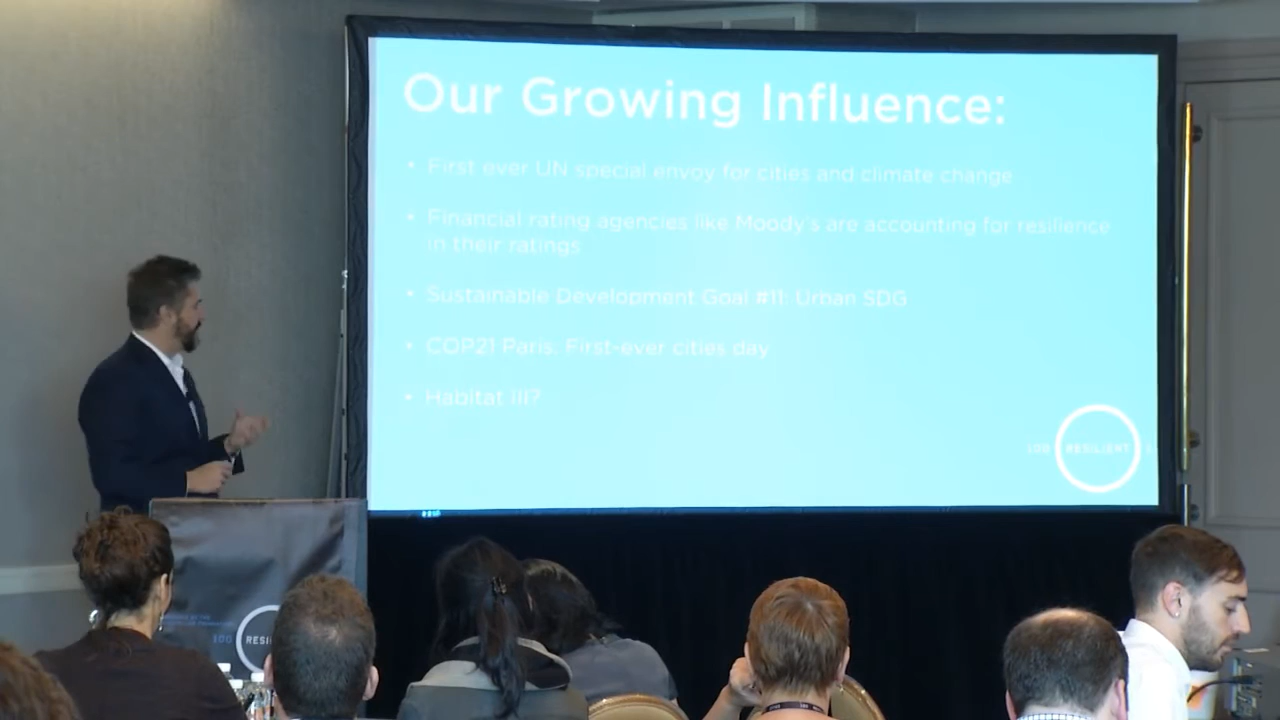 Our Growing Influence:
• First ever UN special envoy for cities and climate change
• Financial rating agencies like Moody's are accounting for resilience
in their ratings
• Sustainable Development Goal #11: Urban SDG
• COP21 Paris: First-ever cities day
• Habitat III?
100 RESILIENT
100 RESI